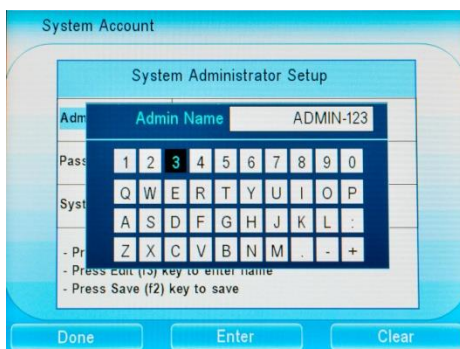 System Account
System Administrator Setup
Adm
Admin Name ADMIN-123
Pass
1 2 3 4 5 6 7 8 9 0
Q W E R T Y U I O P
Syst
A S D F G H J K L :
Z X C V B N M . - +
- Pr
- Press Edit (f3) key to enter name
- Press Save (f2) key to save
Done Enter Clear